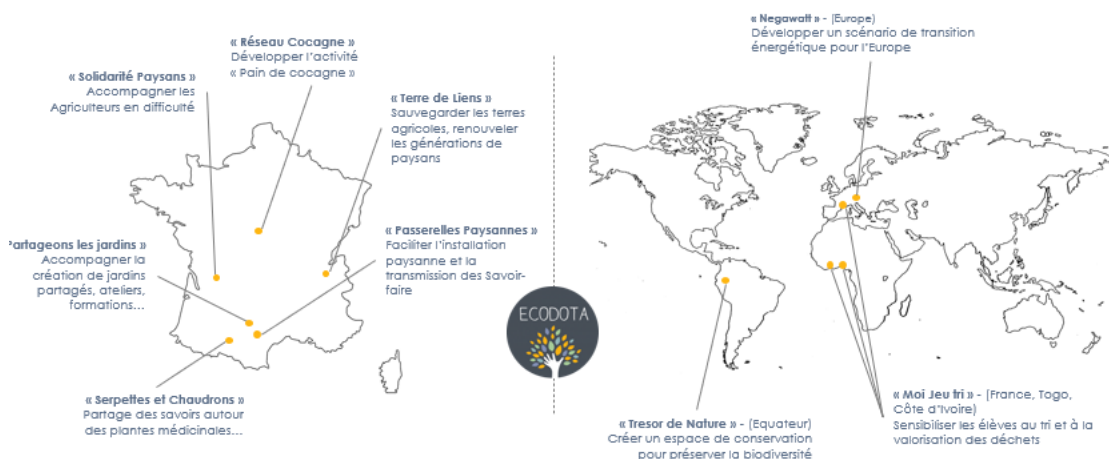 « Réseau Cocagne »
Développer l'activité
« Pain de cocagne »
« Solidarité Paysans »
Accompagner les
Agriculteurs en difficulté
« Terre de Liens »
Sauvegarder les terres
agricoles, renouveler
les générations de
paysans
« Passerelles Paysannes »
Faciliter l'installation
paysanne et la
transmission des Savoir-
faire
Partageons les jardins »
Accompagner la
création de jardins
partagés, ateliers,
formations...
« Serpettes et Chaudrons »
Partage des savoirs autour
des plantes médicinales...
ECODOTA
« Negawatt » - (Europe)
Développer un scénario de transition
énergétique pour l'Europe
« Tresor de Nature » - (Equateur)
Créer un espace de conservation
pour préserver la biodiversité
« Moi Jeu tri » - (France, Togo,
Côte d'Ivoire)
Sensibiliser les élèves au tri et à la
valorisation des déchets